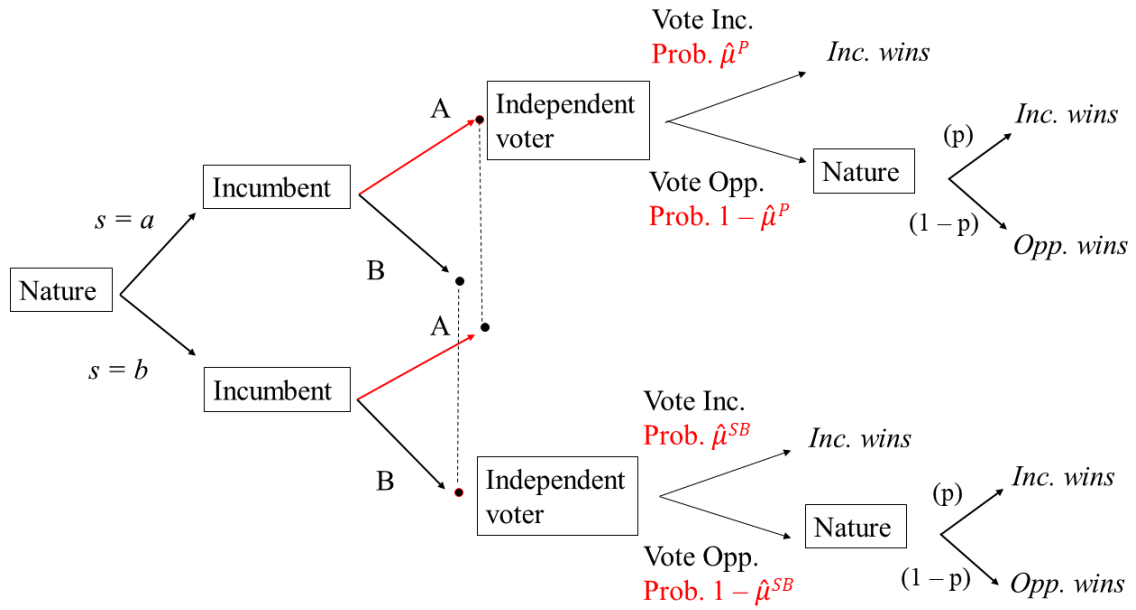 Vote Inc.
Prob. μ̂ᴾ
Inc. wins
A
Independent
voter
Inc. wins
(p)
Incumbent
Vote Opp.
Prob. 1 – μ̂ᴾ
Nature
s = a
(1 – p)
Opp. wins
B
Nature
A
s = b
Incumbent
Vote Inc.
Prob. μ̂ˢᴮ
Inc. wins
B
Independent
voter
Inc. wins
(p)
Nature
Vote Opp.
Prob. 1 – μ̂ˢᴮ
(1 – p)
Opp. wins